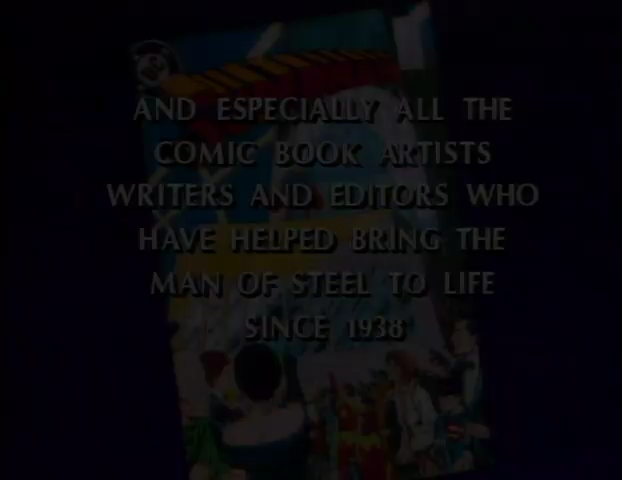 AND ESPECIALLY ALL THE
COMIC BOOK ARTISTS
WRITERS AND EDITORS WHO
HAVE HELPED BRING THE
MAN OF STEEL TO LIFE
SINCE 1938